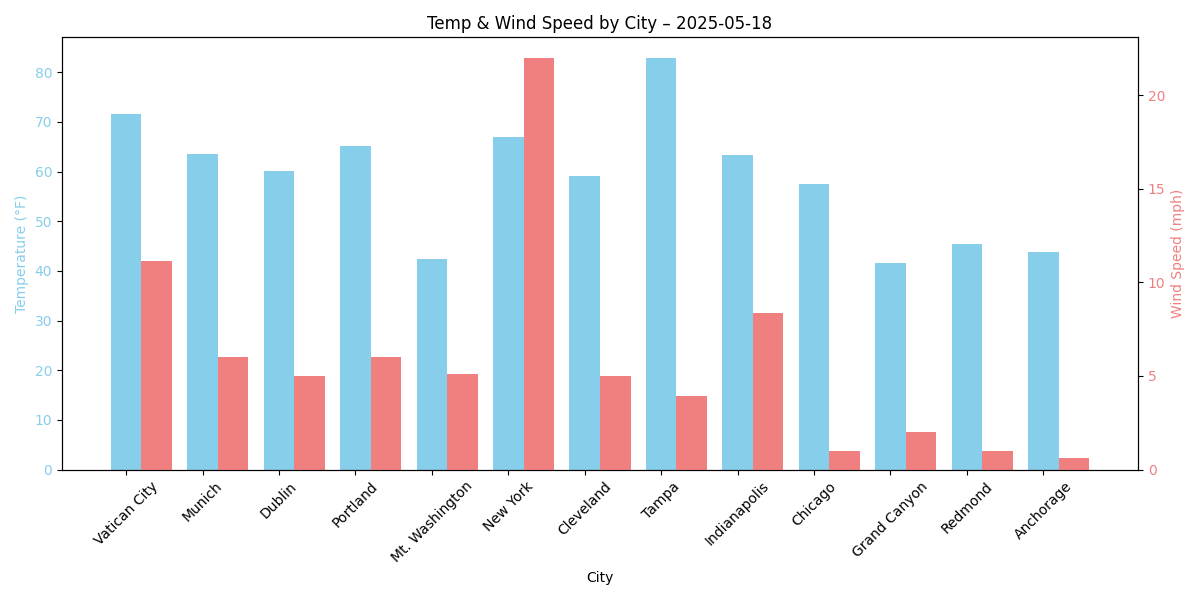 Temp & Wind Speed by City – 2025-05-18
Temperature (°F)
80
70
60
50
40
30
20
10
0
Wind Speed (mph)
20
15
10
5
0
Vatican City
Munich
Dublin
Portland
Mt. Washington
New York
Cleveland
Tampa
Indianapolis
Chicago
Grand Canyon
Redmond
Anchorage
City